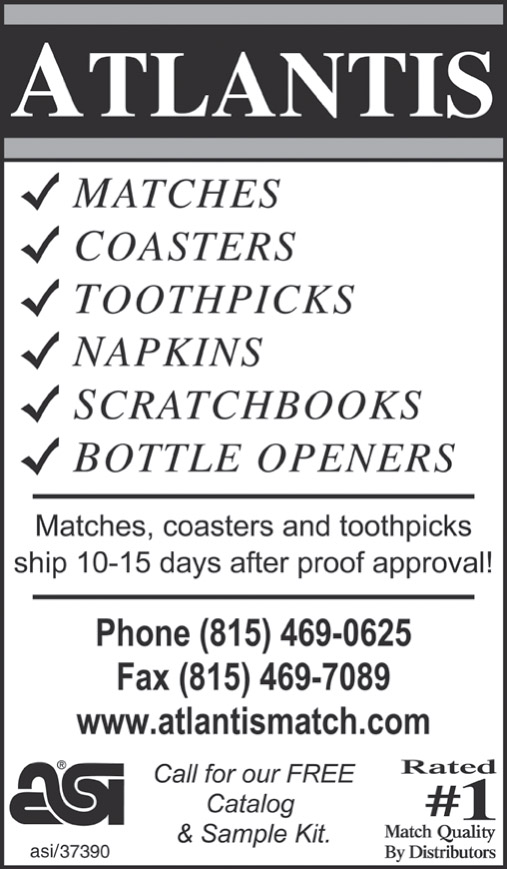 ATLANTIS
✓ MATCHES
✓ COASTERS
✓ TOOTHPICKS
✓ NAPKINS
✓ SCRATCHBOOKS
✓ BOTTLE OPENERS
Matches, coasters and toothpicks
ship 10-15 days after proof approval!
Phone (815) 469-0625
Fax (815) 469-7089
www.atlantismatch.com
asi®
asi/37390
Call for our FREE
Catalog
& Sample Kit.
Rated
#1
Match Quality
By Distributors